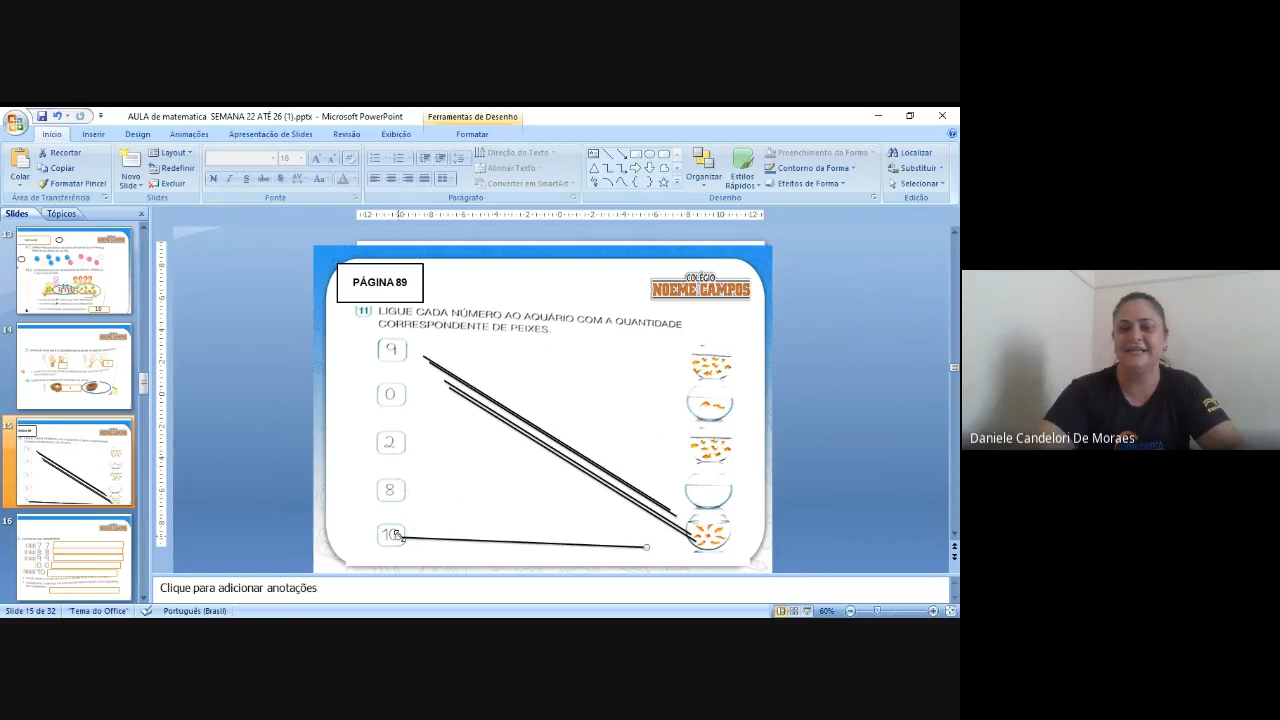 AULA de matematica SEMANA 22 ATÉ 26 (1).pptx - Microsoft PowerPoint
Ferramentas de Desenho
Início Inserir Design Animações Apresentação de Slides Revisão Exibição Formatar
Colar
Recortar
Copiar
Formatar Pincel
Área de Transferência
Novo Slide
Layout
Redefinir
Excluir
Slides
18
Fonte
Direção do Texto
Alinhar Texto
Converter em SmartArt
Parágrafo
Organizar
Estilos Rápidos
Preenchimento da Forma
Contorno da Forma
Efeitos de Forma
Desenho
Localizar
Substituir
Selecionar
Edição
Slides Tópicos
13
14
15
16
PÁGINA 89
COLÉGIO
NOEME CAMPOS
11 LIGUE CADA NÚMERO AO AQUÁRIO COM A QUANTIDADE
CORRESPONDENTE DE PEIXES.
9
0
2
8
10
Daniele Candelori De Moraes
Clique para adicionar anotações
Slide 15 de 32 "Tema do Office" Português (Brasil) 60%